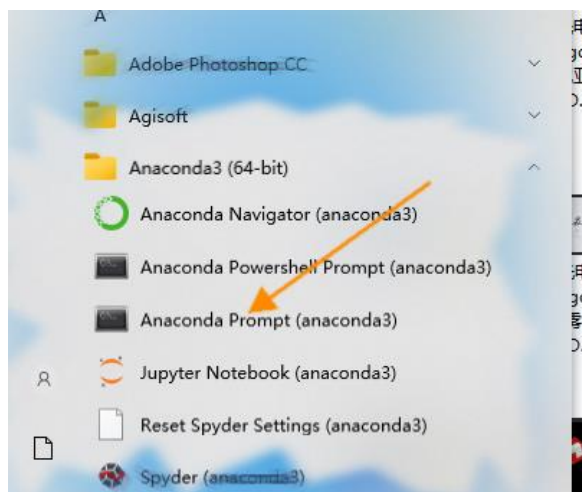 A
Adobe Photoshop CC
Agisoft
Anaconda3 (64-bit)
Anaconda Navigator (anaconda3)
Anaconda Powershell Prompt (anaconda3)
Anaconda Prompt (anaconda3)
Jupyter Notebook (anaconda3)
Reset Spyder Settings (anaconda3)
Spyder (anaconda3)